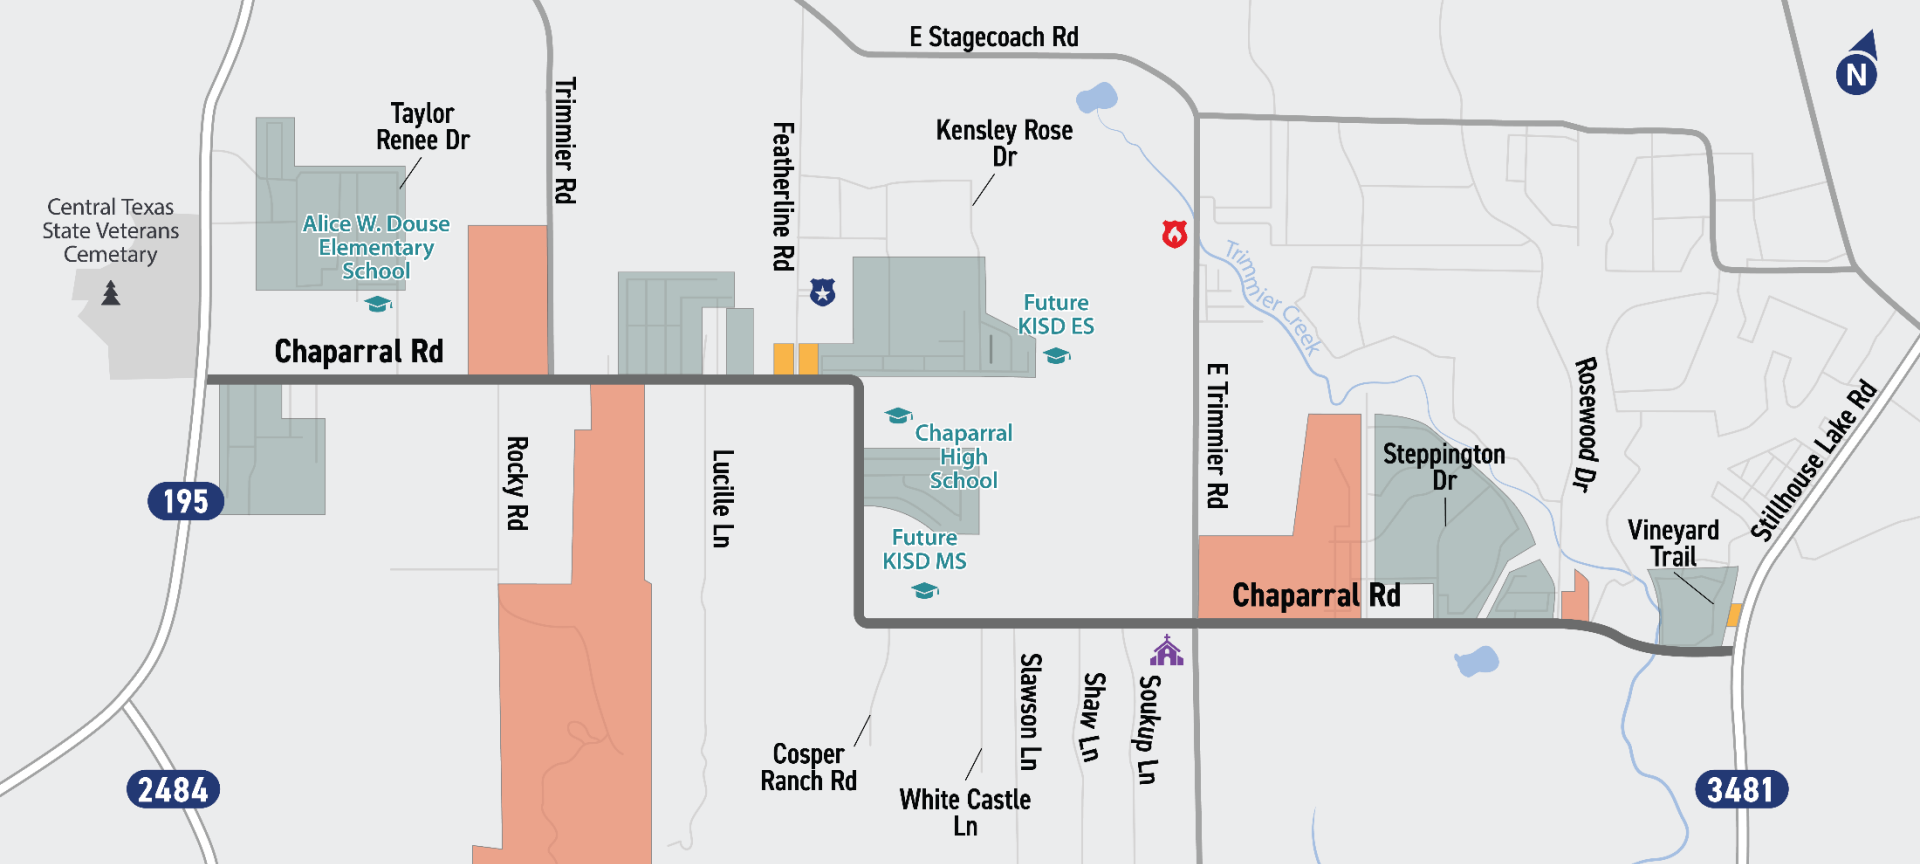 E Stagecoach Rd
N
Taylor
Renee Dr
Trimmier Rd
Featherline Rd
Kensley Rose
Dr
Central Texas
State Veterans
Cemetary
Alice W. Douse
Elementary
School
Trimmier Creek
Future
KISD ES
Chaparral Rd
E Trimmier Rd
Rosewood Dr
Stillhouse Lake Rd
Rocky Rd
Lucille Ln
Chaparral
High
School
Steppington
Dr
195
Future
KISD MS
Vineyard
Trail
Chaparral Rd
Slawson Ln
Shaw Ln
Soukup Ln
Cosper
Ranch Rd
White Castle
Ln
2484
3481